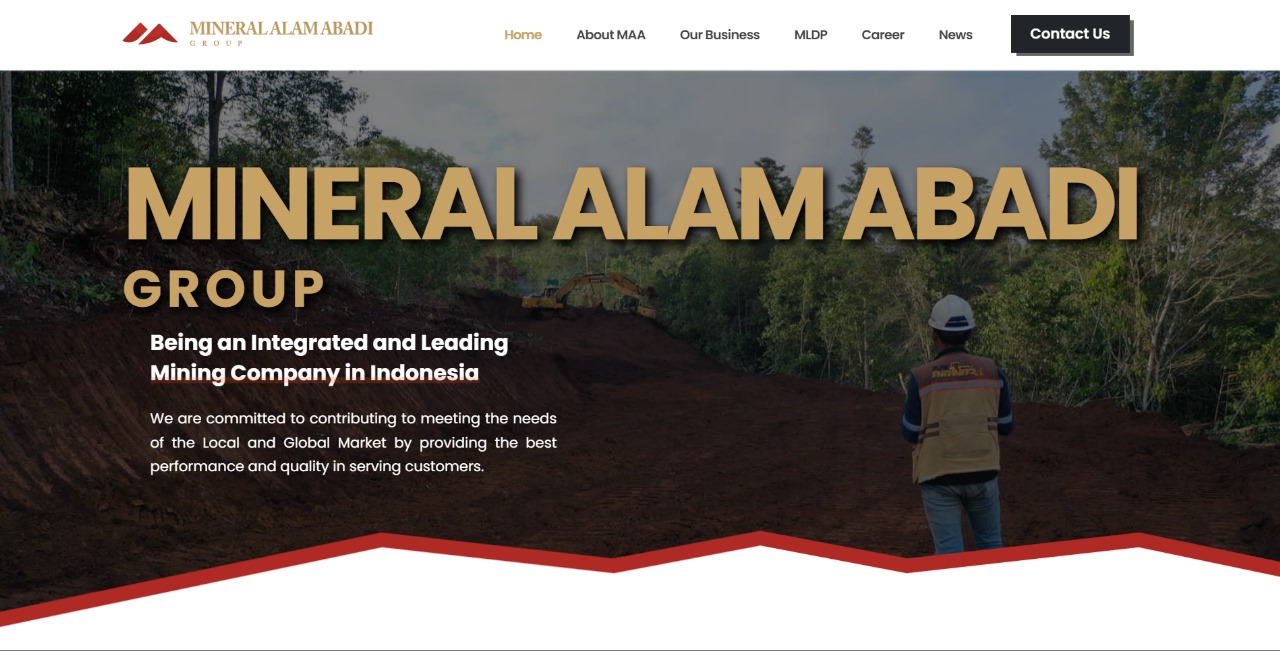 MINERAL ALAM ABADI
GROUP
Home About MAA Our Business MLDP Career News Contact Us
MINERAL ALAM ABADI
GROUP
Being an Integrated and Leading
Mining Company in Indonesia
We are committed to contributing to meeting the needs
of the Local and Global Market by providing the best
performance and quality in serving customers.